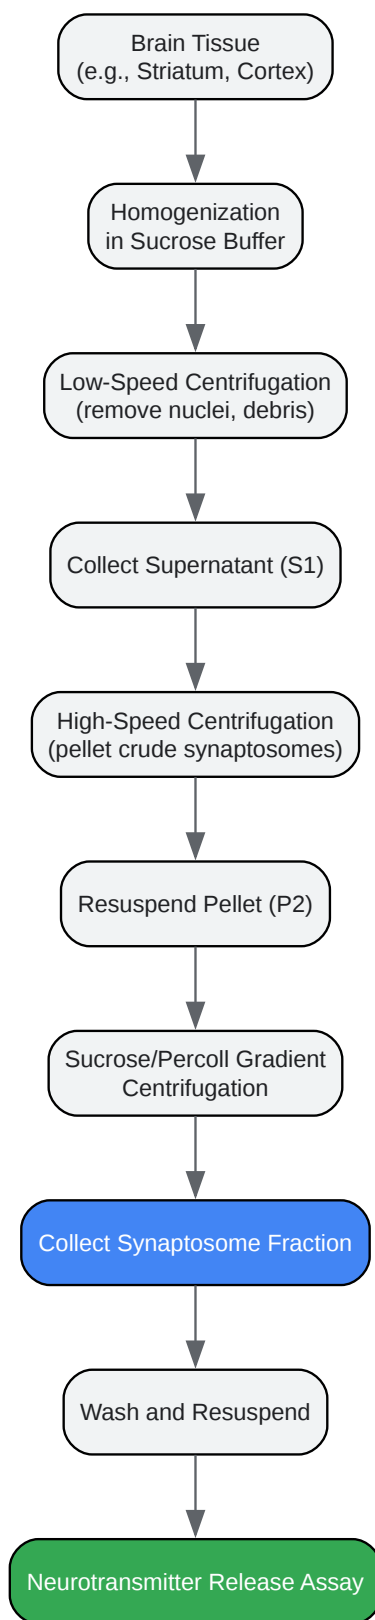 Brain Tissue
(e.g., Striatum, Cortex)
Homogenization
in Sucrose Buffer
Low-Speed Centrifugation
(remove nuclei, debris)
Collect Supernatant (S1)
High-Speed Centrifugation
(pellet crude synaptosomes)
Resuspend Pellet (P2)
Sucrose/Percoll Gradient
Centrifugation
Collect Synaptosome Fraction
Wash and Resuspend
Neurotransmitter Release Assay